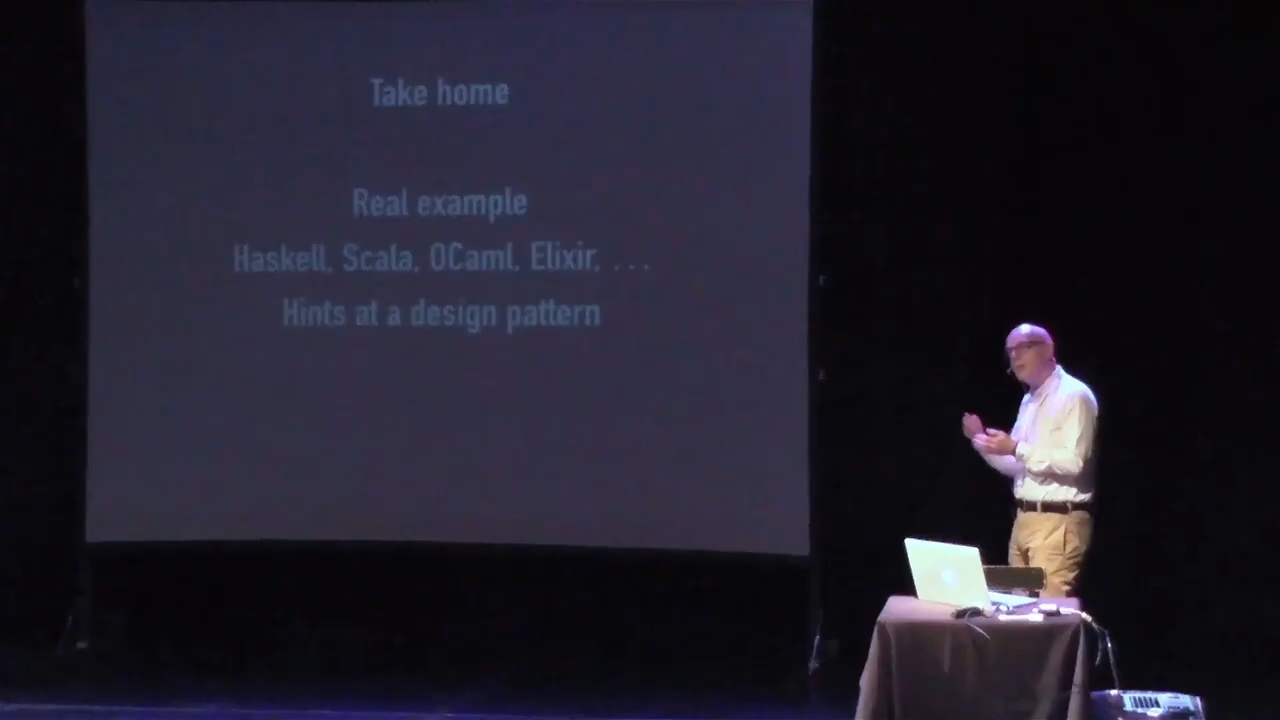 Take home
Real example
Haskell, Scala, OCaml, Elixir, ...
Hints at a design pattern